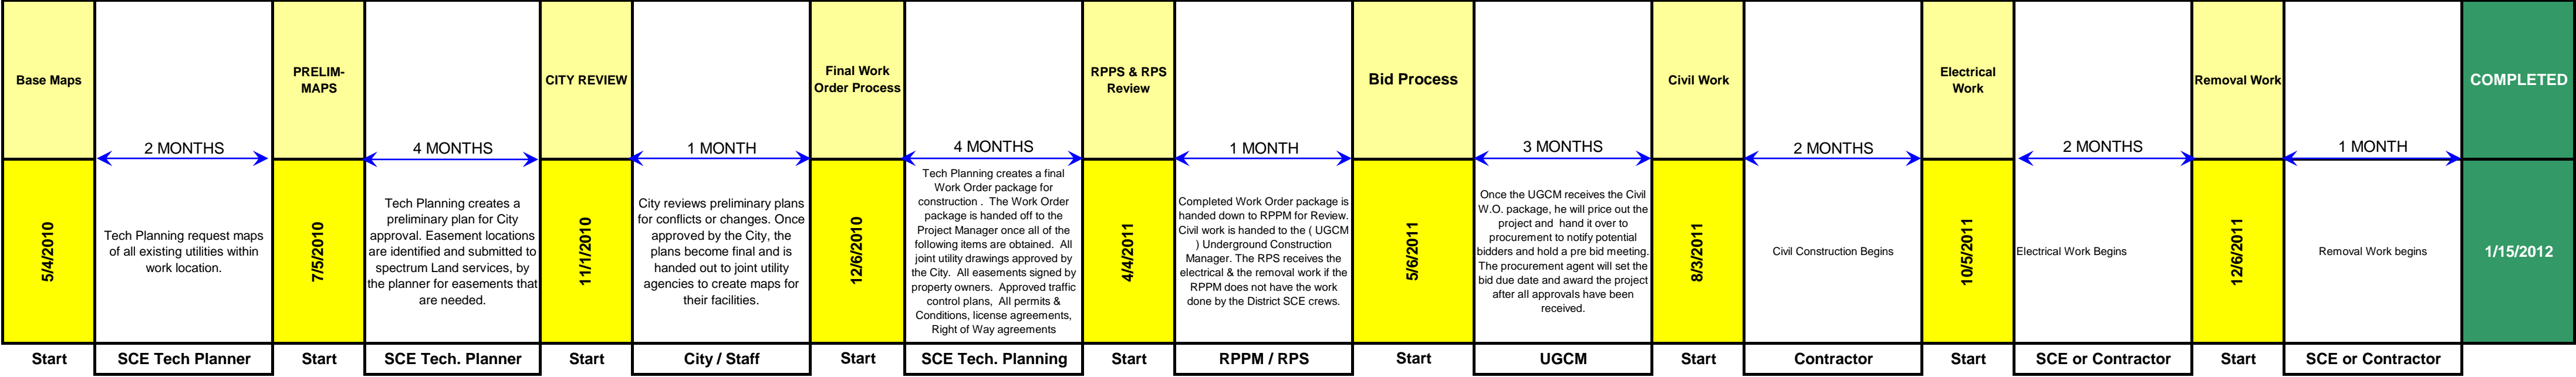 Base Maps
2 MONTHS
PRELIM-
MAPS
4 MONTHS
CITY REVIEW
1 MONTH
Final Work
Order Process
4 MONTHS
RPPS & RPS
Review
1 MONTH
Bid Process
3 MONTHS
Civil Work
2 MONTHS
Electrical
Work
2 MONTHS
Removal Work
1 MONTH
COMPLETED
5/4/2010
Tech Planning request maps
of all existing utilities within
work location.
7/5/2010
Tech Planning creates a
preliminary plan for City
approval. Easement locations
are identified and submitted to
spectrum Land services, by
the planner for easements that
are needed.
11/1/2010
City reviews preliminary plans
for conflicts or changes. Once
approved by the City, the
plans become final and is
handed out to joint utility
agencies to create maps for
their facilities.
12/6/2010
Tech Planning creates a final
Work Order package for
construction . The Work Order
package is handed off to the
Project Manager once all of the
following items are obtained. All
joint utility drawings approved by
the City. All easements signed by
property owners. Approved traffic
control plans, All permits &
Conditions, license agreements,
Right of Way agreements
4/4/2011
Completed Work Order package is
handed down to RPPM for Review.
Civil work is handed to the ( UGCM
) Underground Construction
Manager. The RPS receives the
electrical & the removal work if the
RPPM does not have the work
done by the District SCE crews.
5/6/2011
Once the UGCM receives the Civil
W.O. package, he will price out the
project and hand it over to
procurement to notify potential
bidders and hold a pre bid meeting.
The procurement agent will set the
bid due date and award the project
after all approvals have been
received.
8/3/2011
Civil Construction Begins
10/5/2011
Electrical Work Begins
12/6/2011
Removal Work begins
1/15/2012
Start
SCE Tech Planner
Start
SCE Tech. Planner
Start
City / Staff
Start
SCE Tech. Planning
Start
RPPM / RPS
Start
UGCM
Start
Contractor
Start
SCE or Contractor
Start
SCE or Contractor